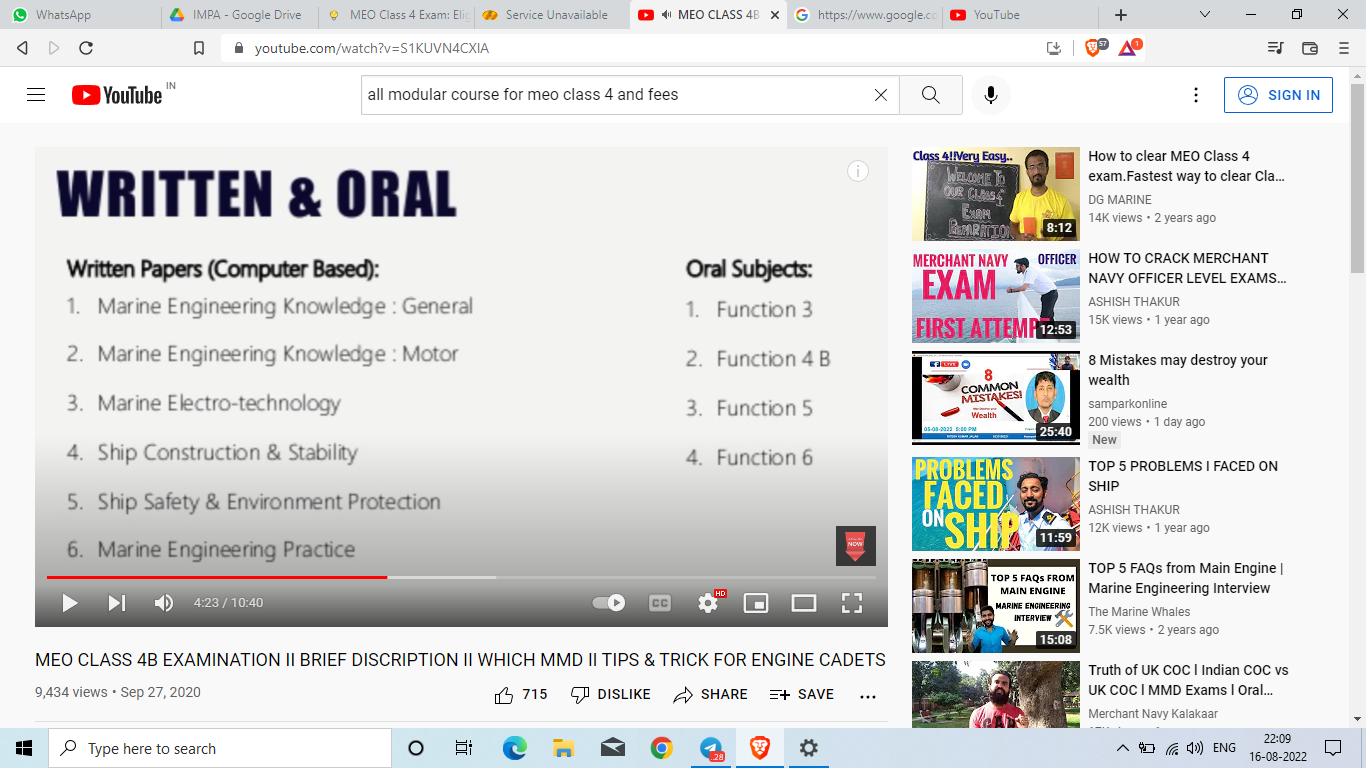 WhatsApp
IMPA - Google Drive
MEO Class 4 Exam: Elig
Service Unavailable
MEO CLASS 4B
https://www.google.co
YouTube
youtube.com/watch?v=S1KUVN4CXIA
57
1
YouTube IN
all modular course for meo class 4 and fees
SIGN IN
WRITTEN & ORAL
Written Papers (Computer Based):
1. Marine Engineering Knowledge : General
2. Marine Engineering Knowledge : Motor
3. Marine Electro-technology
4. Ship Construction & Stability
5. Ship Safety & Environment Protection
6. Marine Engineering Practice
Oral Subjects:
1. Function 3
2. Function 4 B
3. Function 5
4. Function 6
NOW
4:23 / 10:40
CC
HD
MEO CLASS 4B EXAMINATION II BRIEF DISCRIPTION II WHICH MMD II TIPS & TRICK FOR ENGINE CADETS
9,434 views • Sep 27, 2020
715
DISLIKE
SHARE
SAVE
Class 4!!Very Easy..
WELCOME TO
OUR CLASS 4
EXAM
PREPARATION
8:12
How to clear MEO Class 4
exam.Fastest way to clear Cla...
DG MARINE
14K views • 2 years ago
MERCHANT NAVY OFFICER
EXAM
FIRST ATTEMPT
12:53
HOW TO CRACK MERCHANT
NAVY OFFICER LEVEL EXAMS...
ASHISH THAKUR
15K views • 1 year ago
LIVE
8
COMMON
MISTAKES!
Wealth
05-08-2022 5:00 PM
25:40
8 Mistakes may destroy your
wealth
samparkonline
200 views • 1 day ago
New
PROBLEMS
FACED
ON
SHIP
11:59
TOP 5 PROBLEMS I FACED ON
SHIP
ASHISH THAKUR
12K views • 1 year ago
TOP 5 FAQs FROM
MAIN ENGINE
MARINE ENGINEERING
INTERVIEW
15:08
TOP 5 FAQs from Main Engine |
Marine Engineering Interview
The Marine Whales
7.5K views • 2 years ago
Truth of UK COC l Indian COC vs
UK COC l MMD Exams l Oral...
Merchant Navy Kalakaar
Type here to search
28
ENG
22:09
16-08-2022